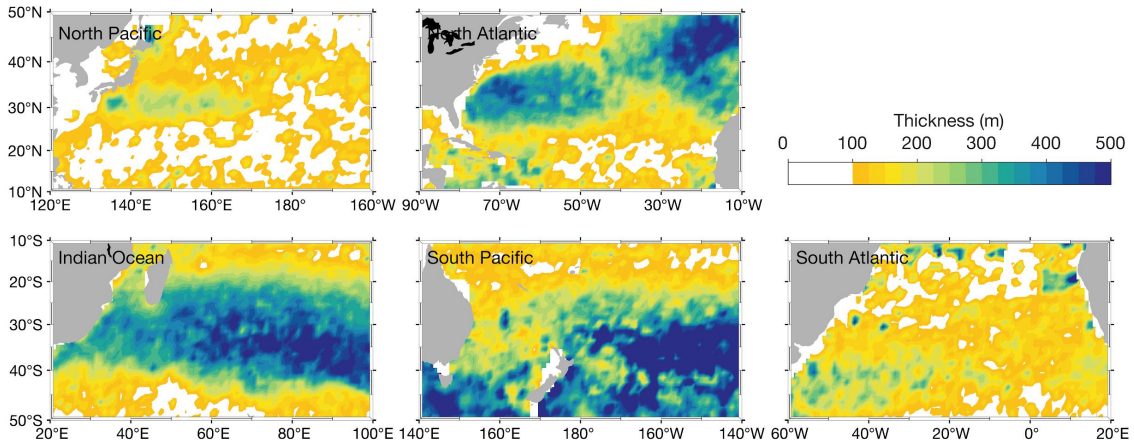 50°N
40°N
30°N
20°N
10°N
North Pacific
120°E 140°E 160°E 180°E 160°W
North Atlantic
90°W 70°W 50°W 30°W 10°W
Thickness (m)
0 100 200 300 400 500
10°S
20°S
30°S
40°S
50°S
Indian Ocean
20°E 40°E 60°E 80°E 100°E
South Pacific
140°E 160°E 180°E 160°W 140°W
South Atlantic
60°W 40°W 20°W 0° 20°E